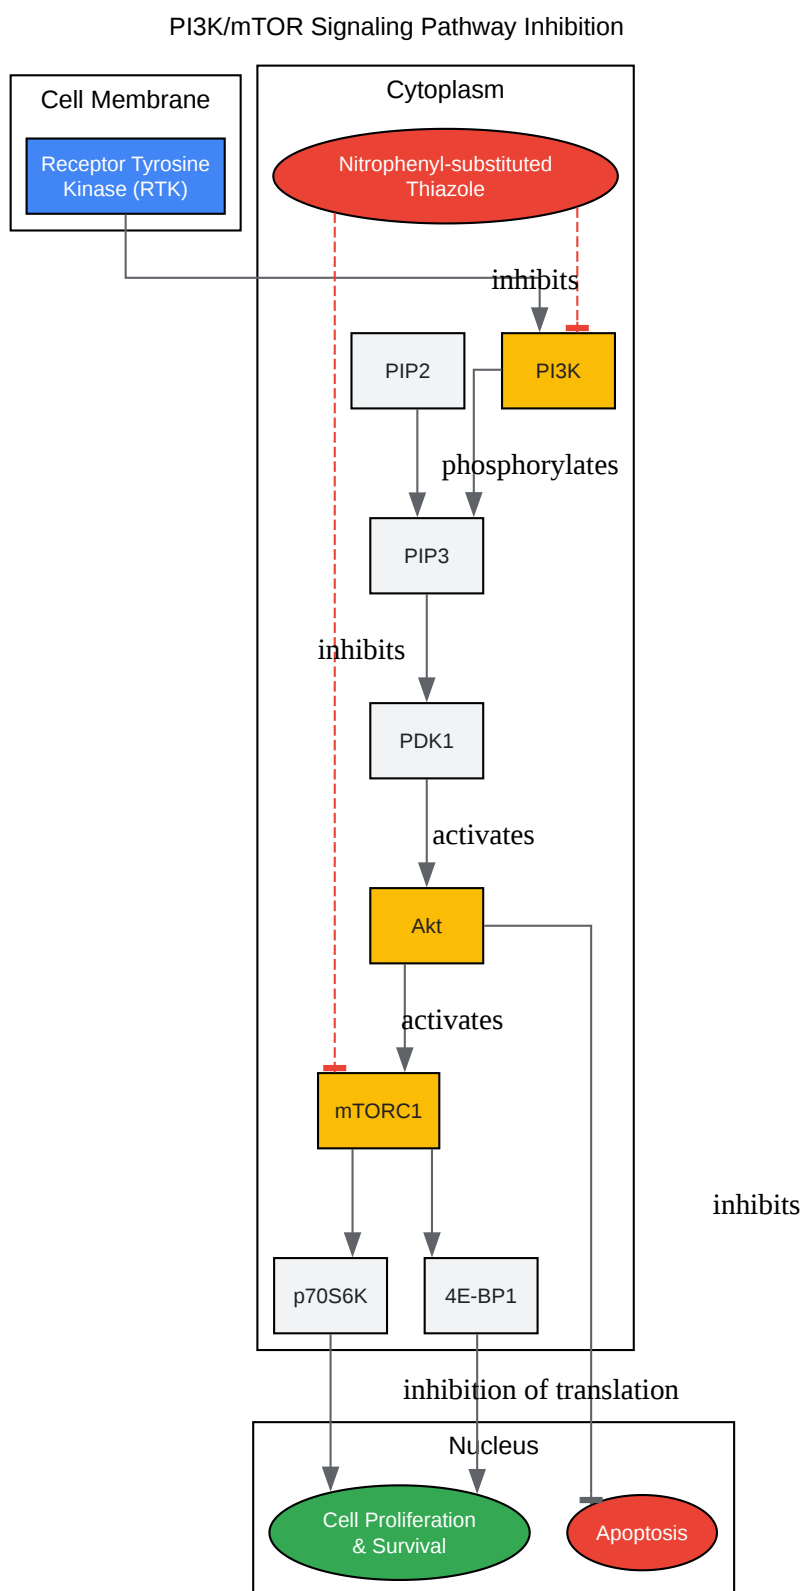 PI3K/mTOR Signaling Pathway Inhibition
Cell Membrane
Receptor Tyrosine
Kinase (RTK)
Cytoplasm
Nitrophenyl-substituted
Thiazole
inhibits
PIP2
PI3K
phosphorylates
PIP3
inhibits
PDK1
activates
Akt
activates
mTORC1
inhibits
p70S6K
4E-BP1
inhibition of translation
Nucleus
Cell Proliferation
& Survival
Apoptosis